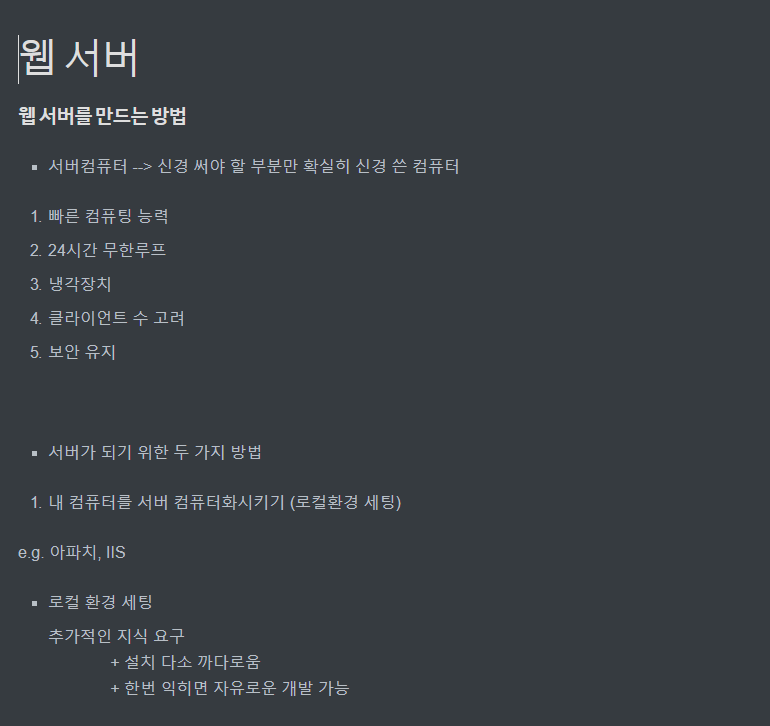 웹 서버
웹 서버를 만드는 방법
▪ 서버컴퓨터 --> 신경 써야 할 부분만 확실히 신경 쓴 컴퓨터
1. 빠른 컴퓨팅 능력
2. 24시간 무한루프
3. 냉각장치
4. 클라이언트 수 고려
5. 보안 유지
▪ 서버가 되기 위한 두 가지 방법
1. 내 컴퓨터를 서버 컴퓨터화시키기 (로컬환경 세팅)
e.g. 아파치, IIS
▪ 로컬 환경 세팅
추가적인 지식 요구
+ 설치 다소 까다로움
+ 한번 익히면 자유로운 개발 가능